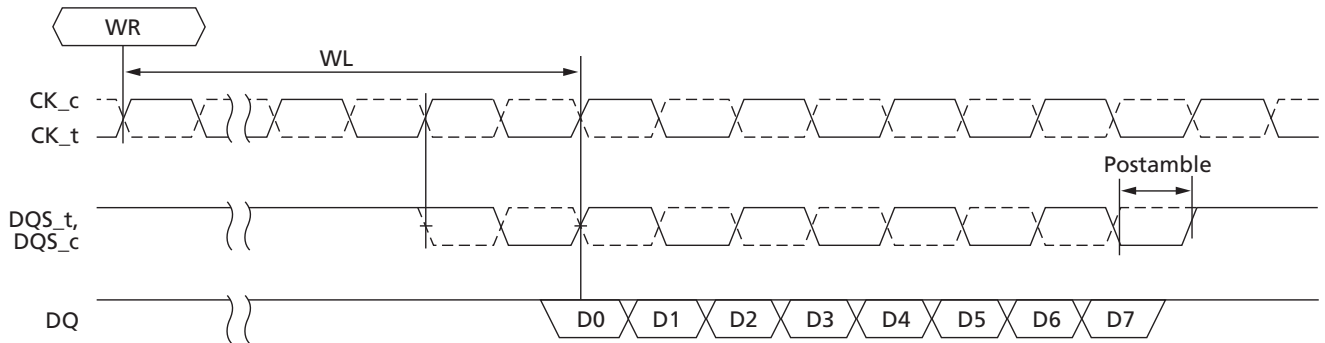 WR
WL
CK_c
CK_t
Postamble
DQS_t,
DQS_c
DQ
D0 D1 D2 D3 D4 D5 D6 D7